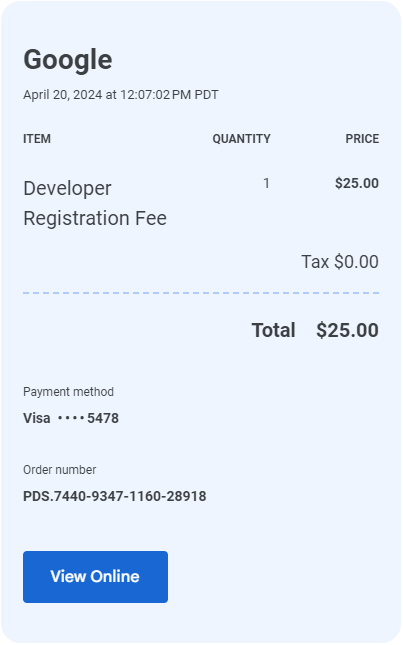 Google
April 20, 2024 at 12:07:02 PM PDT
ITEM QUANTITY PRICE
Developer 1 $25.00
Registration Fee
Tax $0.00
Total $25.00
Payment method
Visa ····5478
Order number
PDS.7440-9347-1160-28918
View Online